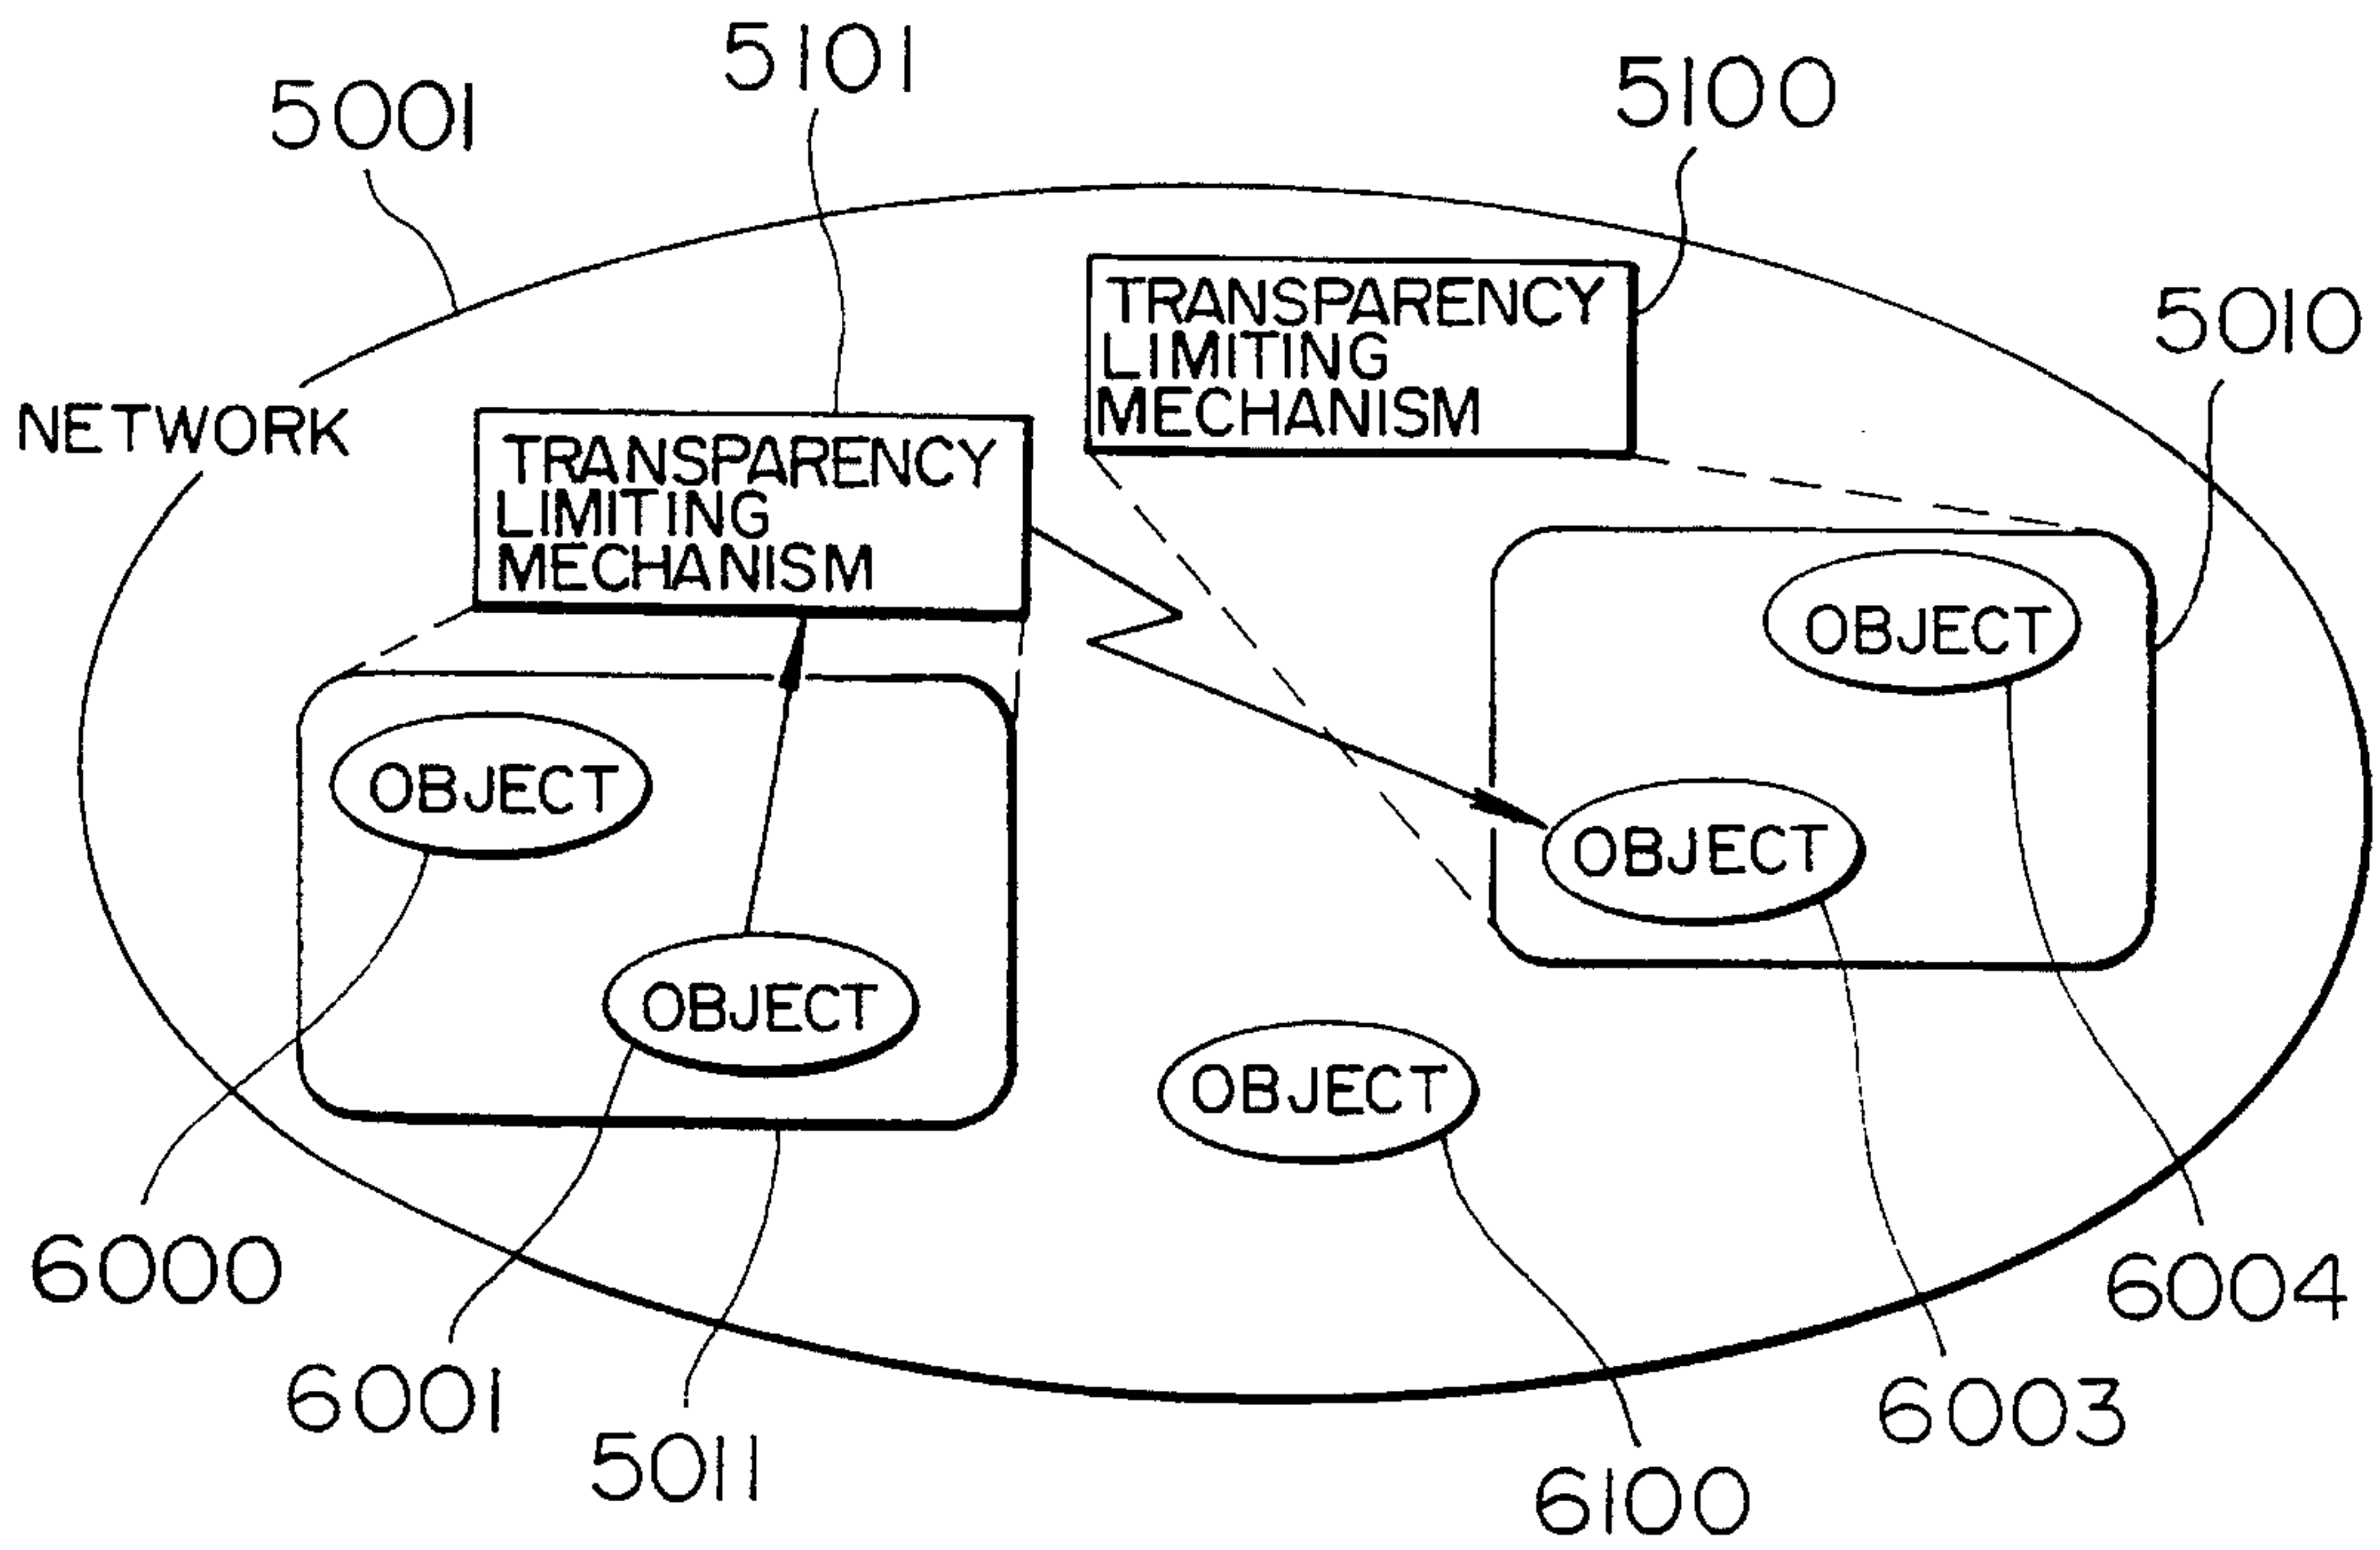 5101
5001
5100
5010
TRANSPARENCY
LIMITING
MECHANISM
NETWORK
TRANSPARENCY
LIMITING
MECHANISM
OBJECT
OBJECT
OBJECT
OBJECT
OBJECT
6000
6004
6001
6003
5011
6100